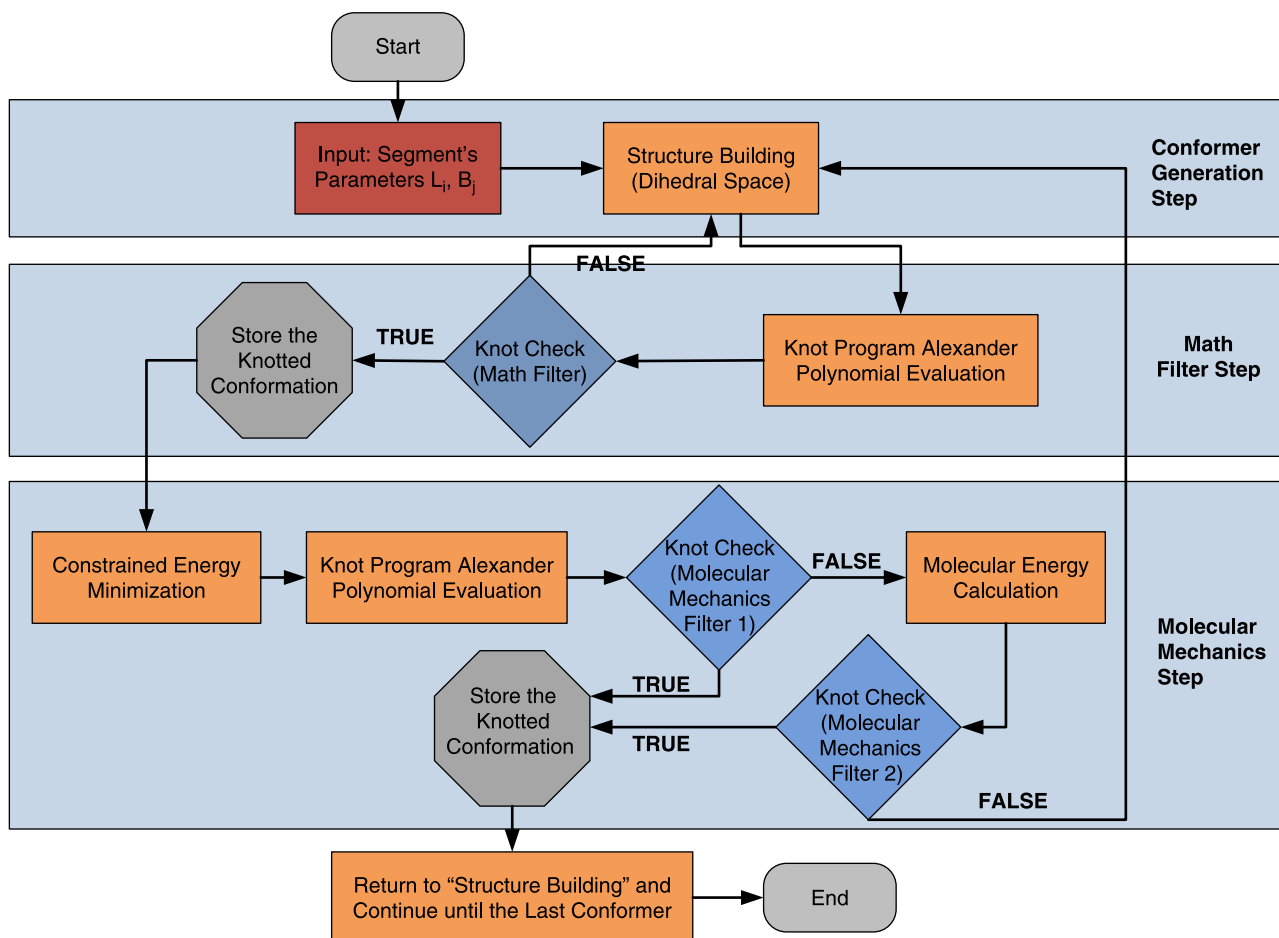 Start
Input: Segment's
Parameters Li, Bj
Structure Building
(Dihedral Space)
Conformer
Generation
Step
FALSE
Store the
Knotted
Conformation
TRUE
Knot Check
(Math Filter)
Knot Program Alexander
Polynomial Evaluation
Math
Filter Step
Constrained Energy
Minimization
Knot Program Alexander
Polynomial Evaluation
Knot Check
(Molecular
Mechanics
Filter 1)
FALSE
Molecular Energy
Calculation
Molecular
Mechanics
Step
TRUE
Store the
Knotted
Conformation
TRUE
Knot Check
(Molecular
Mechanics
Filter 2)
FALSE
Return to “Structure Building” and
Continue until the Last Conformer
End